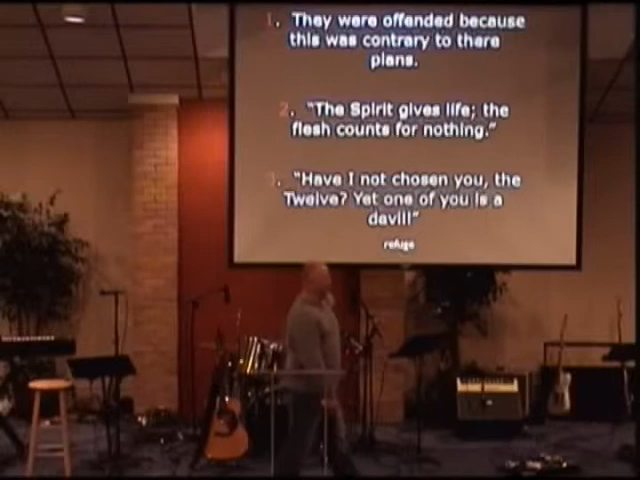 1. They were offended because
this was contrary to there
plans.
2. "The Spirit gives life; the
flesh counts for nothing."
3. "Have I not chosen you, the
Twelve? Yet one of you is a
devil!"
refuge